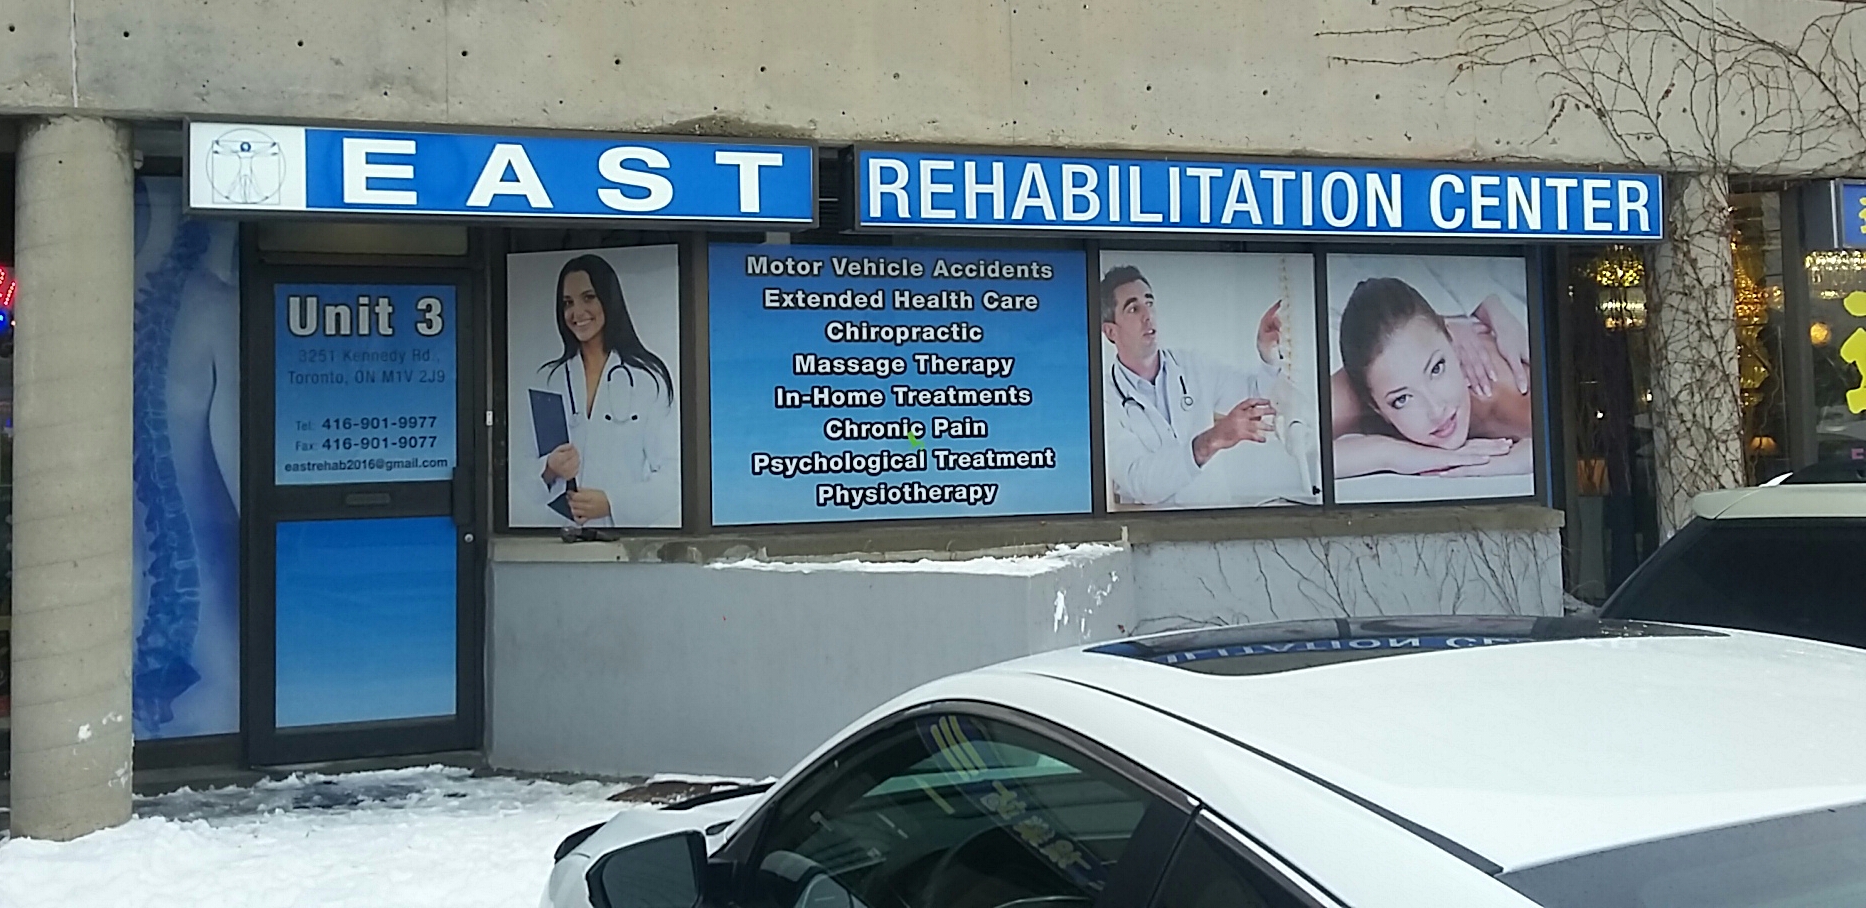 EAST REHABILITATION CENTER
Unit 3
3251 Kennedy Rd.,
Toronto, ON M1V 2J9
Tel: 416-901-9977
Fax: 416-901-9077
eastrehab2016@gmail.com
Motor Vehicle Accidents
Extended Health Care
Chiropractic
Massage Therapy
In-Home Treatments
Chronic Pain
Psychological Treatment
Physiotherapy